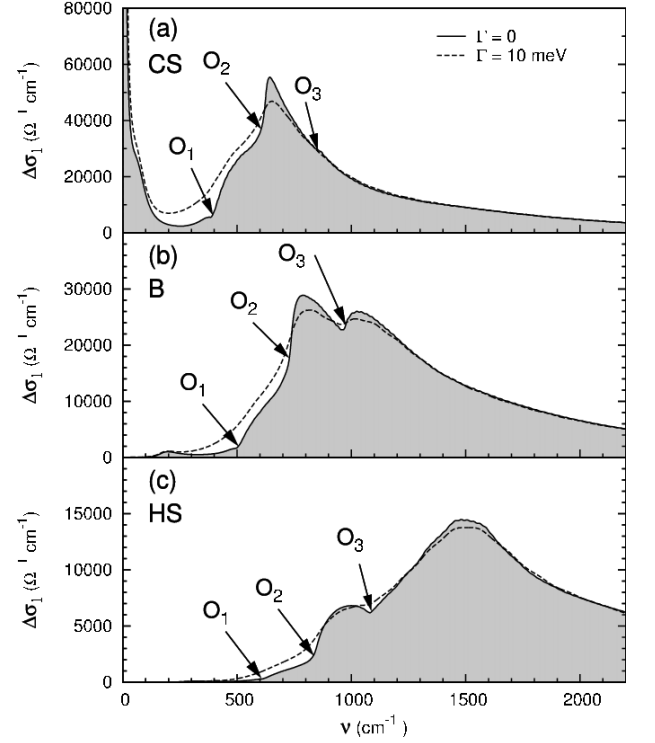 (a)
CS
Γ = 0
Γ = 10 meV
O₁
O₂
O₃
80000
60000
40000
20000
0
Δσ₁ (Ω⁻¹ cm⁻¹)
(b)
B
O₁
O₂
O₃
30000
20000
10000
0
Δσ₁ (Ω⁻¹ cm⁻¹)
(c)
HS
O₁
O₂
O₃
15000
10000
5000
0
Δσ₁ (Ω⁻¹ cm⁻¹)
0 500 1000 1500 2000
ν (cm⁻¹)